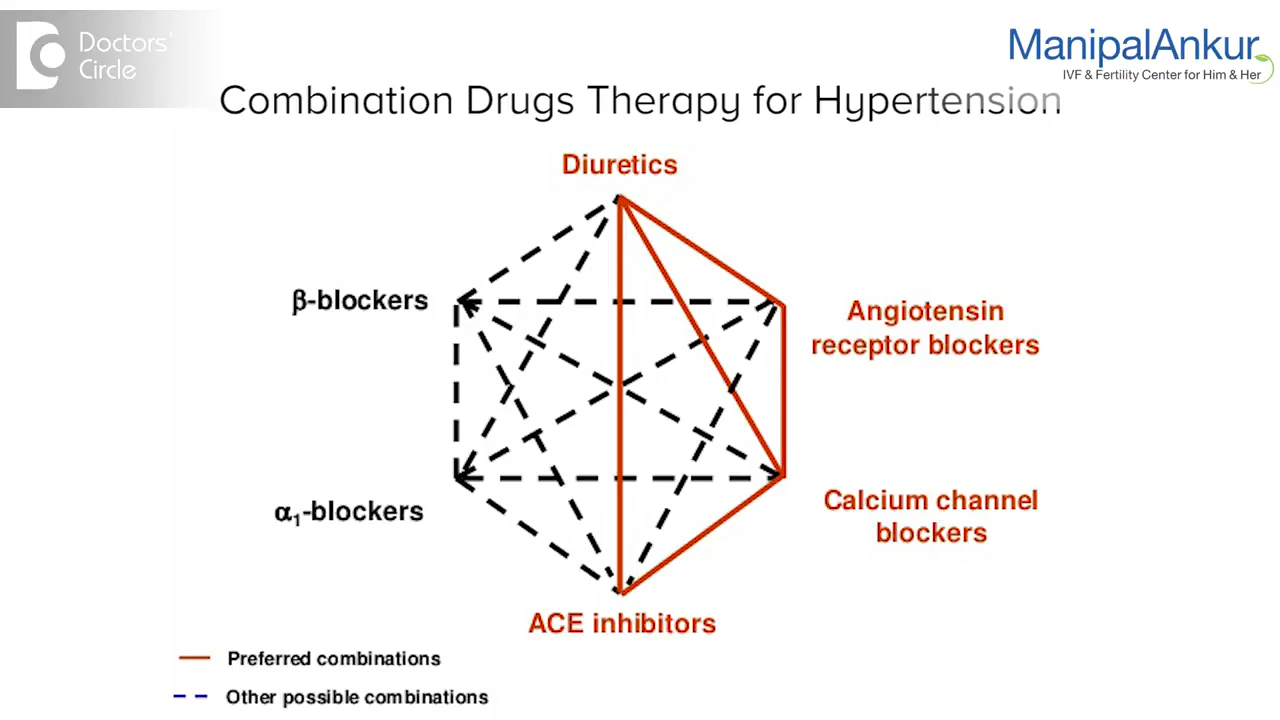 Doctors'
Circle
ManipalAnkur
IVF & Fertility Center for Him & Her
Combination Drugs Therapy for Hypertension
Diuretics
β-blockers
Angiotensin
receptor blockers
α1-blockers
Calcium channel
blockers
ACE inhibitors
Preferred combinations
Other possible combinations